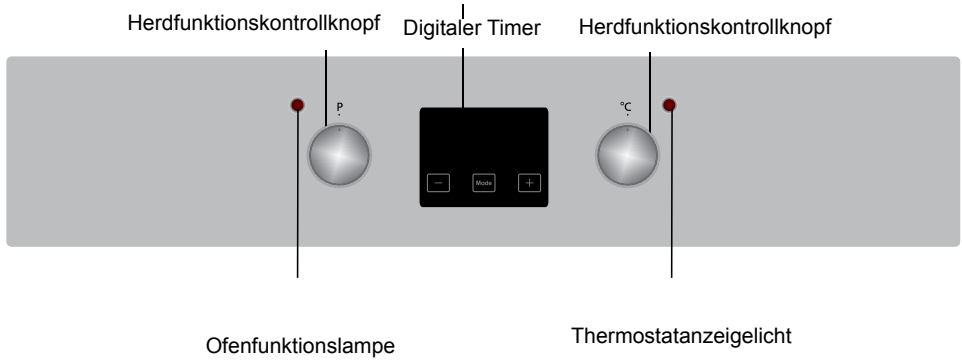 Herdfunktionskontrollknopf
Digitaler Timer
Herdfunktionskontrollknopf
P
°C
−
Mode
+
Ofenfunktionslampe
Thermostatanzeigelicht